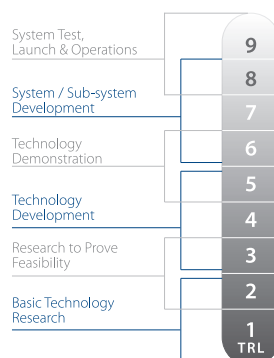 System Test,
Launch & Operations
System / Sub-system
Development
Technology
Demonstration
Technology
Development
Research to Prove
Feasibility
Basic Technology
Research
9
8
7
6
5
4
3
2
1
TRL